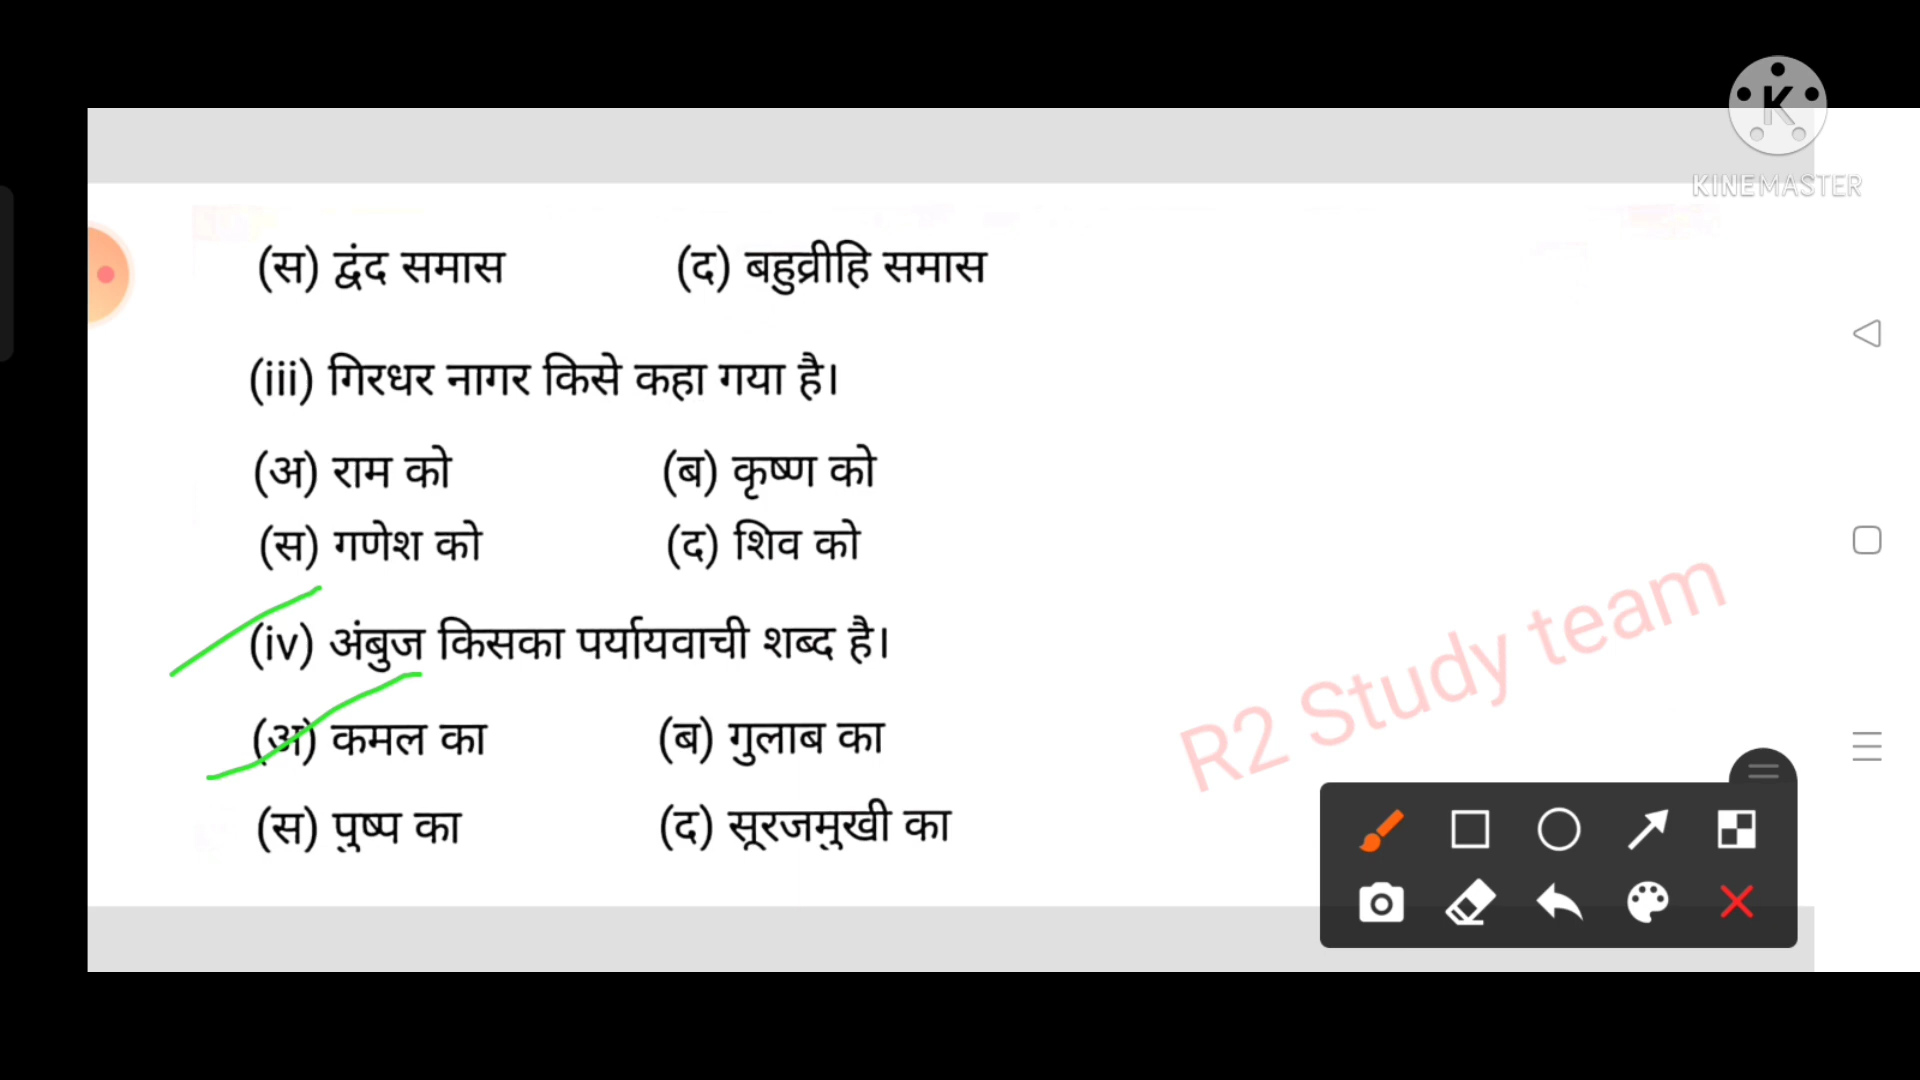 K
KINEMASTER
(स) द्वंद समास (द) बहुव्रीहि समास
(iii) गिरधर नागर किसे कहा गया है।
(अ) राम को (ब) कृष्ण को
(स) गणेश को (द) शिव को
(iv) अंबुज किसका पर्यायवाची शब्द है।
(अ) कमल का (ब) गुलाब का
(स) पुष्प का (द) सूरजमुखी का
R2 Study team